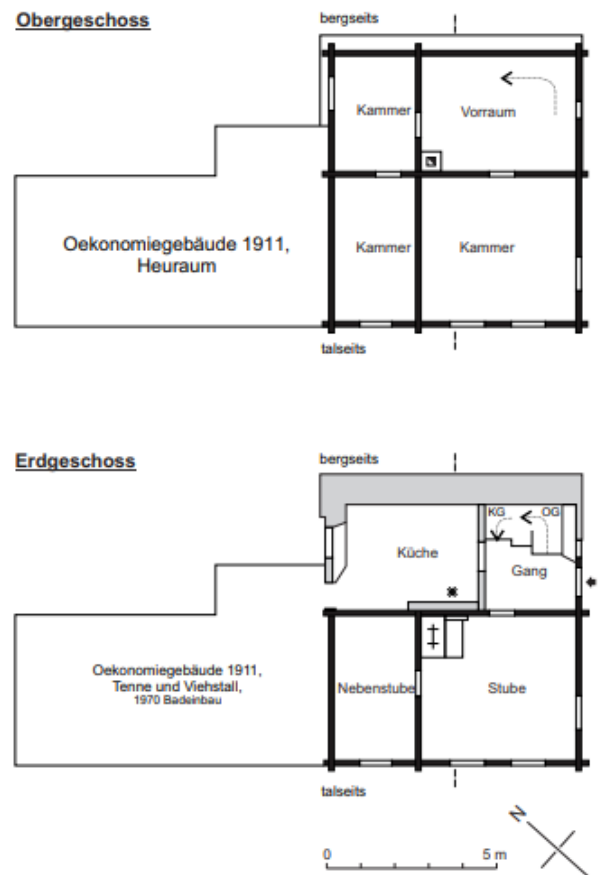 Obergeschoss
bergseits
Kammer
Vorraum
Oekonomiegebäude 1911,
Heuraum
Kammer
Kammer
talseits
Erdgeschoss
bergseits
KG
OG
Küche
Gang
Oekonomiegebäude 1911,
Tenne und Viehstall,
1970 Badeinbau
Nebenstube
Stube
talseits
N
0
5 m